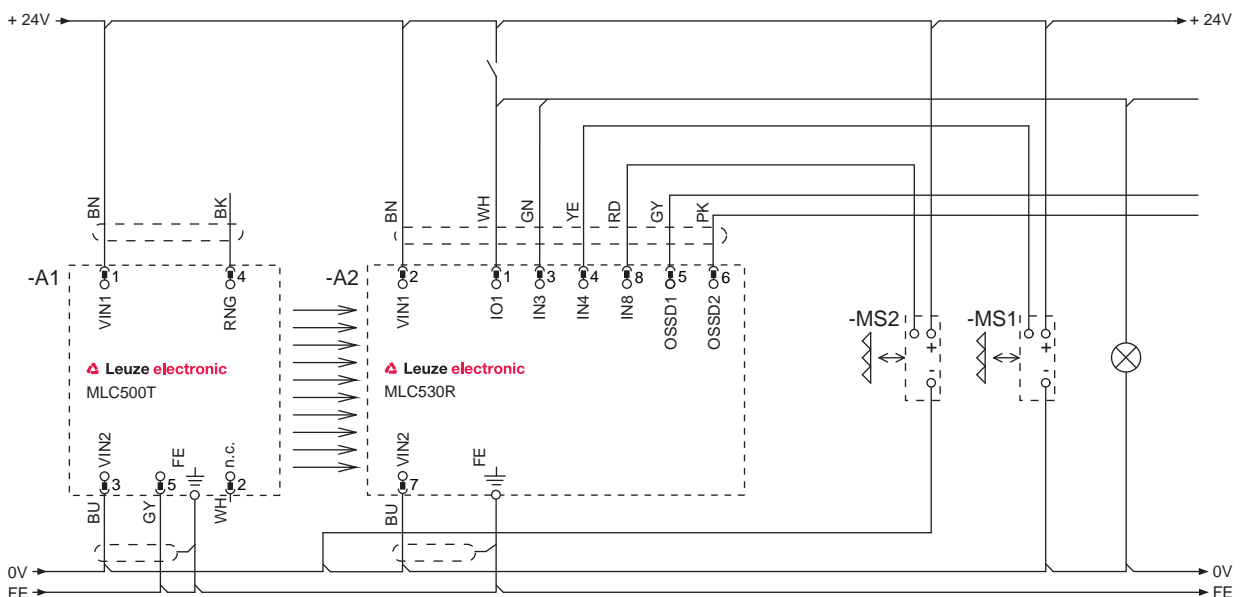 + 24V
+ 24V
BN
BK
BN
WH
GN
YE
RD
GY
PK
-A1
1
4
-A2
2
1
3
4
8
5
6
VIN1
RNG
VIN1
IO1
IN3
IN4
IN8
OSSD1
OSSD2
-MS2
-MS1
+
-
+
-
Leuze electronic
MLC500T
Leuze electronic
MLC530R
VIN2
FE
n.c.
VIN2
FE
3
5
2
7
BU
GY
WH
BU
0V
0V
FE
FE